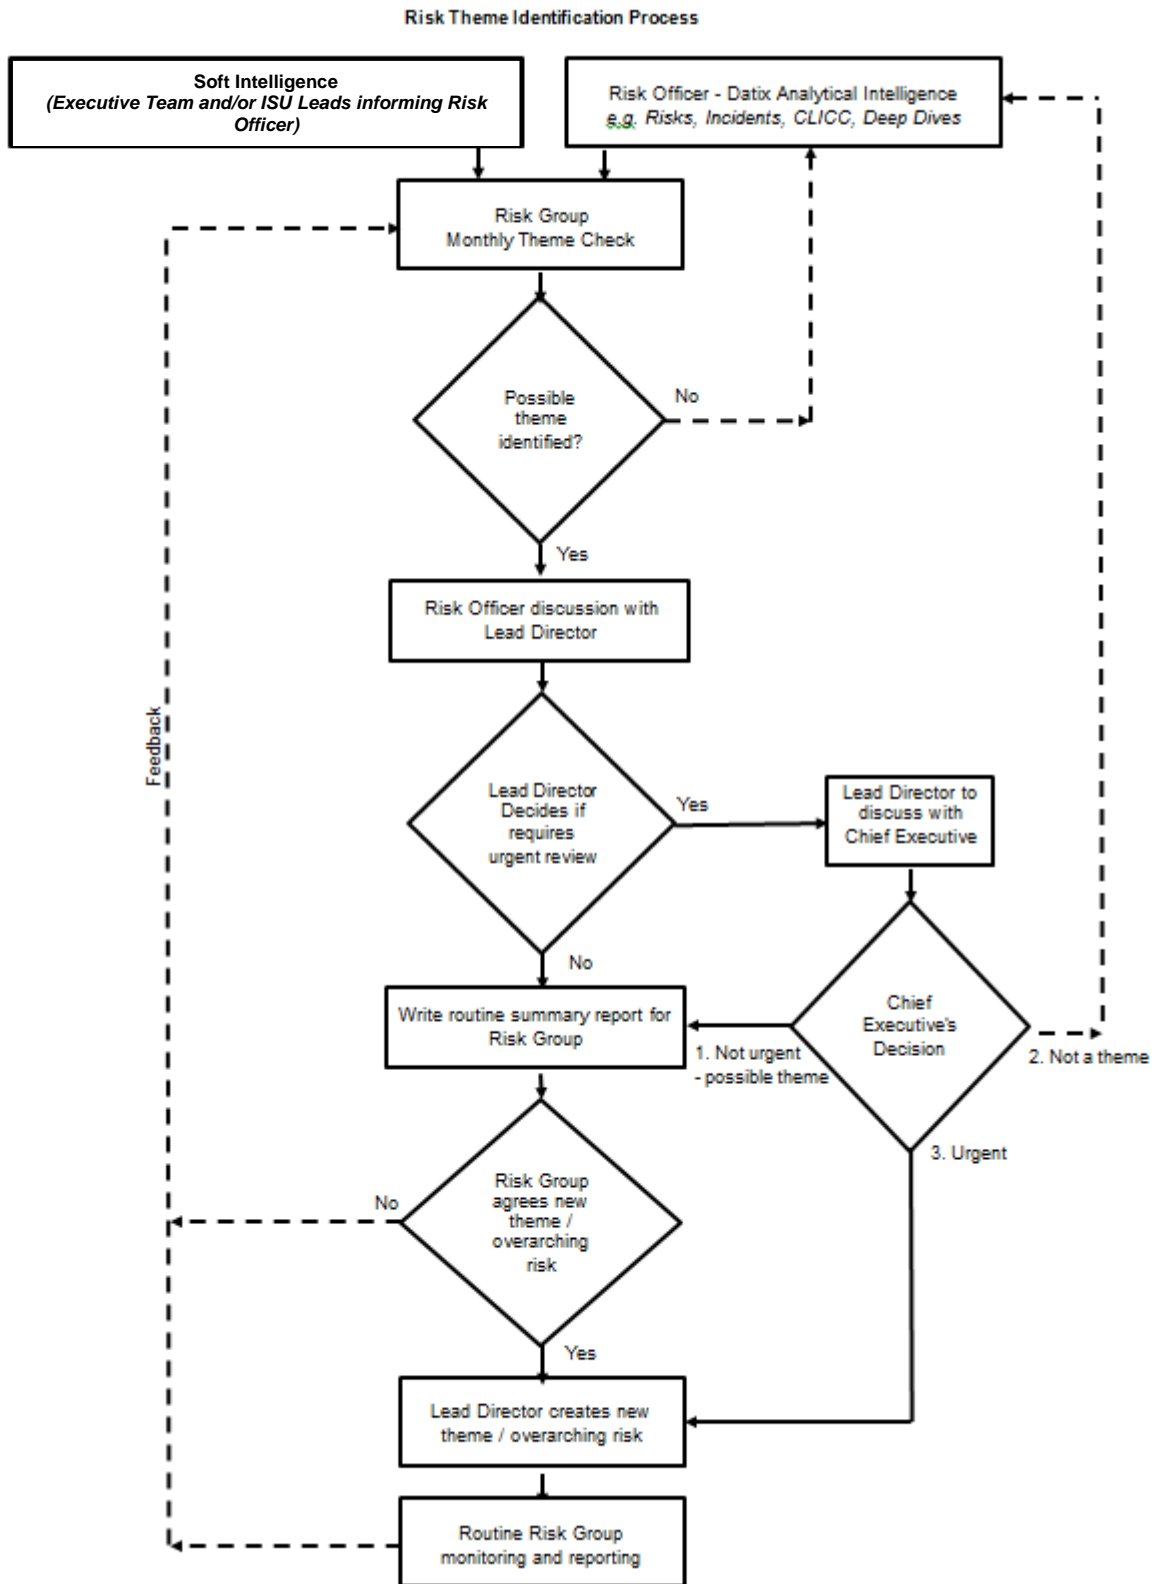 Risk Theme Identification Process
Soft Intelligence
(Executive Team and/or ISU Leads informing Risk
Officer)
Risk Officer - Datix Analytical Intelligence
e.g. Risks, Incidents, CLICC, Deep Dives
Risk Group
Monthly Theme Check
Possible
theme
identified?
No
Yes
Risk Officer discussion with
Lead Director
Feedback
Lead Director
Decides if
requires
urgent review
Yes
Lead Director to
discuss with
Chief Executive
No
Write routine summary report for
Risk Group
Chief
Executive's
Decision
1. Not urgent
- possible theme
2. Not a theme
3. Urgent
Risk Group
agrees new
theme /
overarching
risk
No
Yes
Lead Director creates new
theme / overarching risk
Routine Risk Group
monitoring and reporting